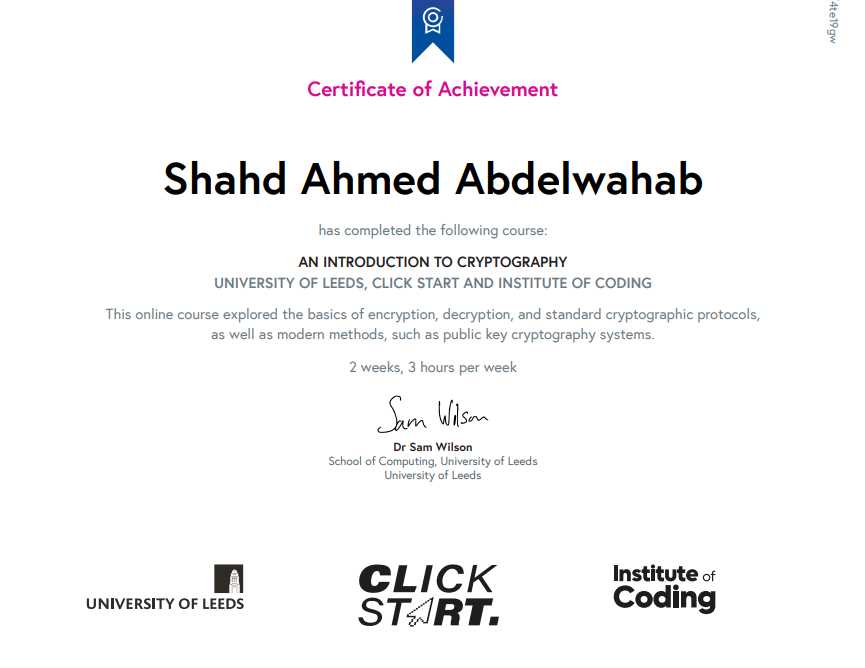 4te19gw
Certificate of Achievement
Shahd Ahmed Abdelwahab
has completed the following course:
AN INTRODUCTION TO CRYPTOGRAPHY
UNIVERSITY OF LEEDS, CLICK START AND INSTITUTE OF CODING
This online course explored the basics of encryption, decryption, and standard cryptographic protocols,
as well as modern methods, such as public key cryptography systems.
2 weeks, 3 hours per week
Sam Wilson
Dr Sam Wilson
School of Computing, University of Leeds
University of Leeds
UNIVERSITY OF LEEDS
CLICK
START.
Institute of
Coding